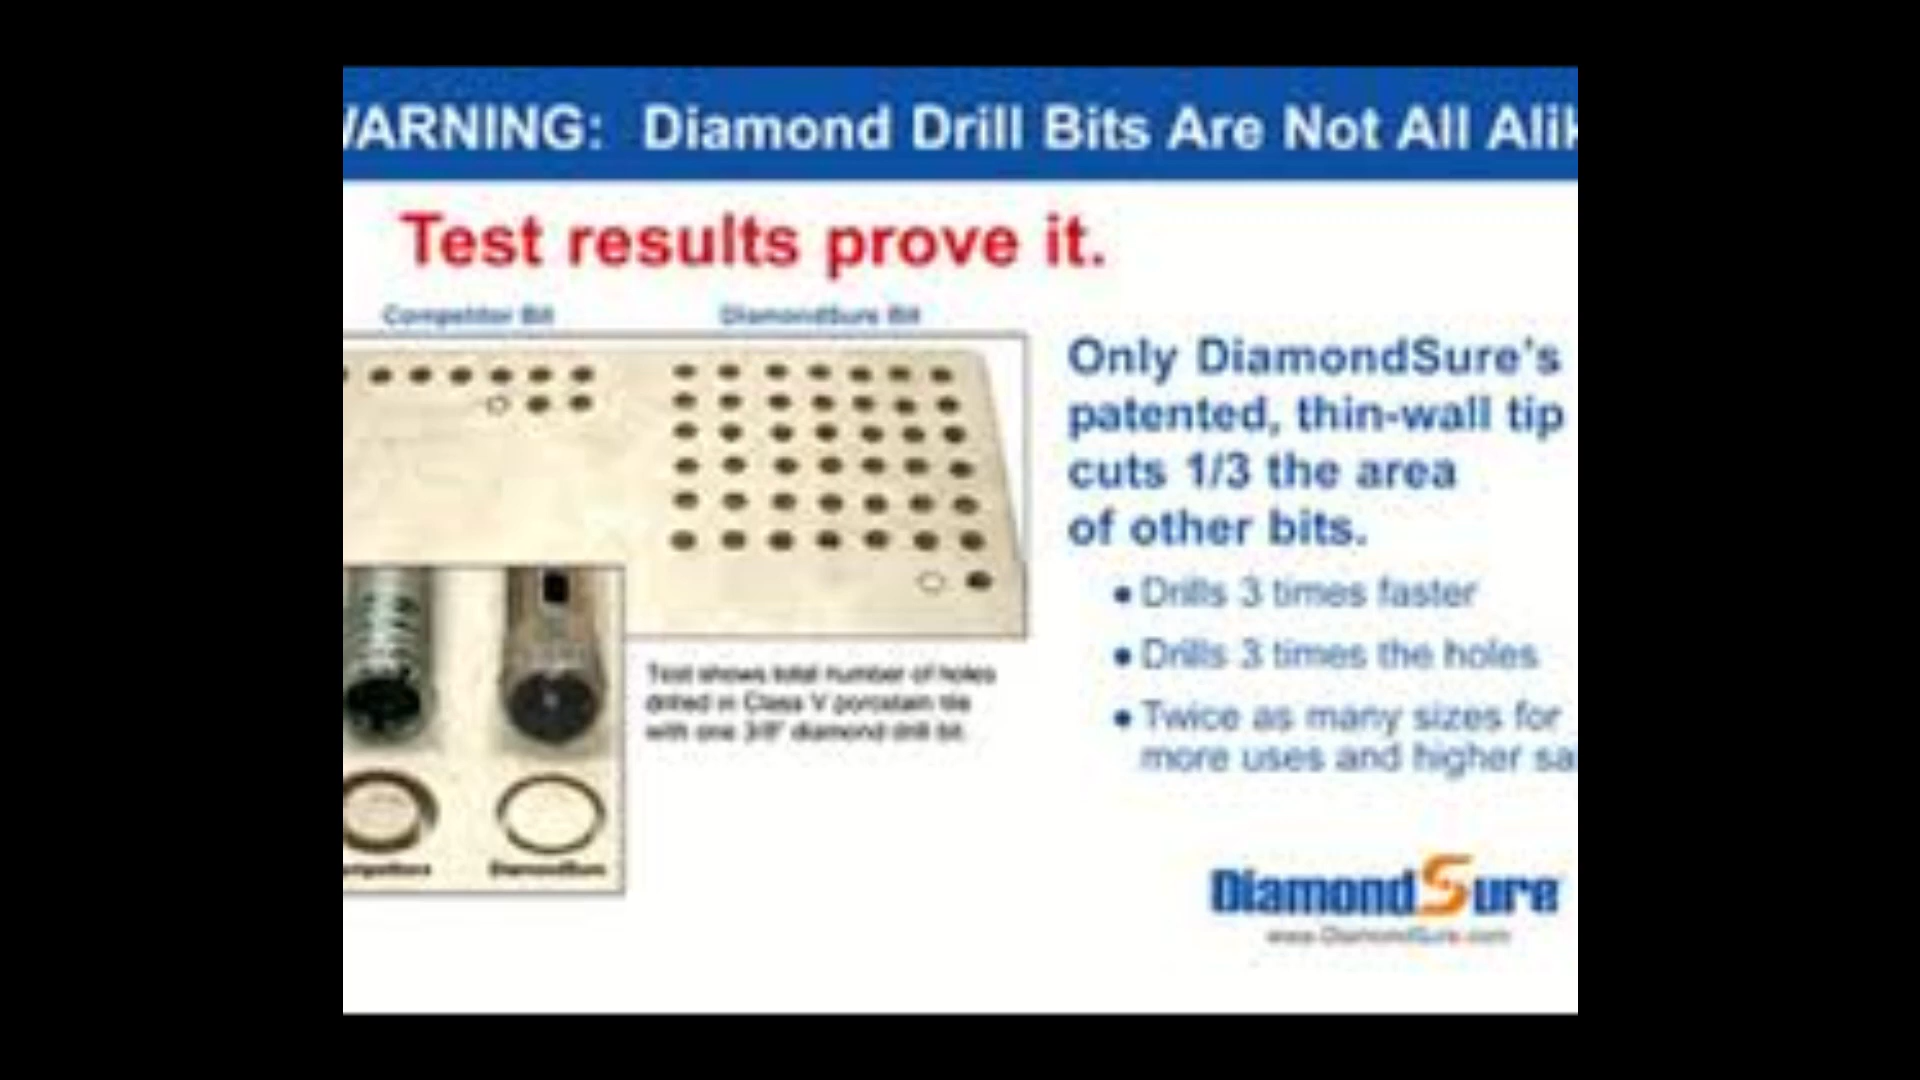 WARNING: Diamond Drill Bits Are Not All Alik
Test results prove it.
Competitor Bit
DiamondSure Bit
Only DiamondSure's
patented, thin-wall tip
cuts 1/3 the area
of other bits.
• Drills 3 times faster
• Drills 3 times the holes
• Twice as many sizes for
more uses and higher sa
Test shows total number of holes
drilled in Class V porcelain tile
with one 3/8" diamond drill bit.
ompetitors
DiamondSure
DiamondSure
www.DiamondSure.com